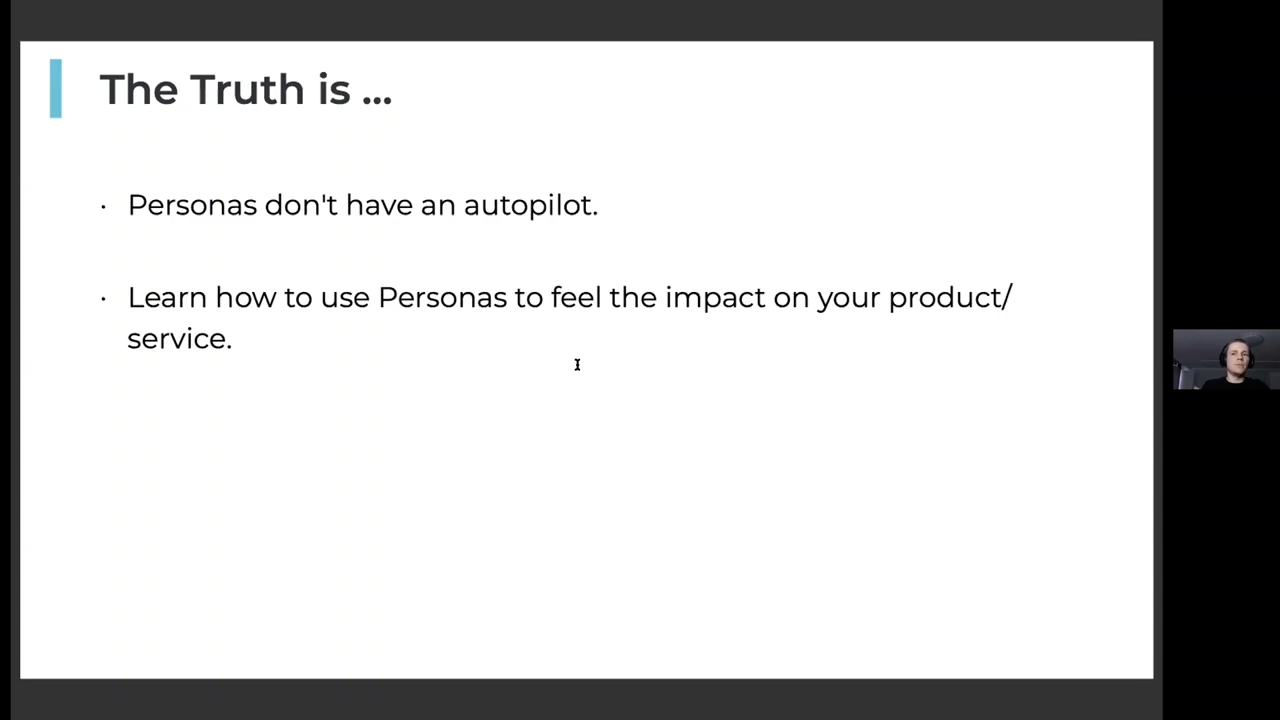 The Truth is ...
· Personas don't have an autopilot.
· Learn how to use Personas to feel the impact on your product/
service.